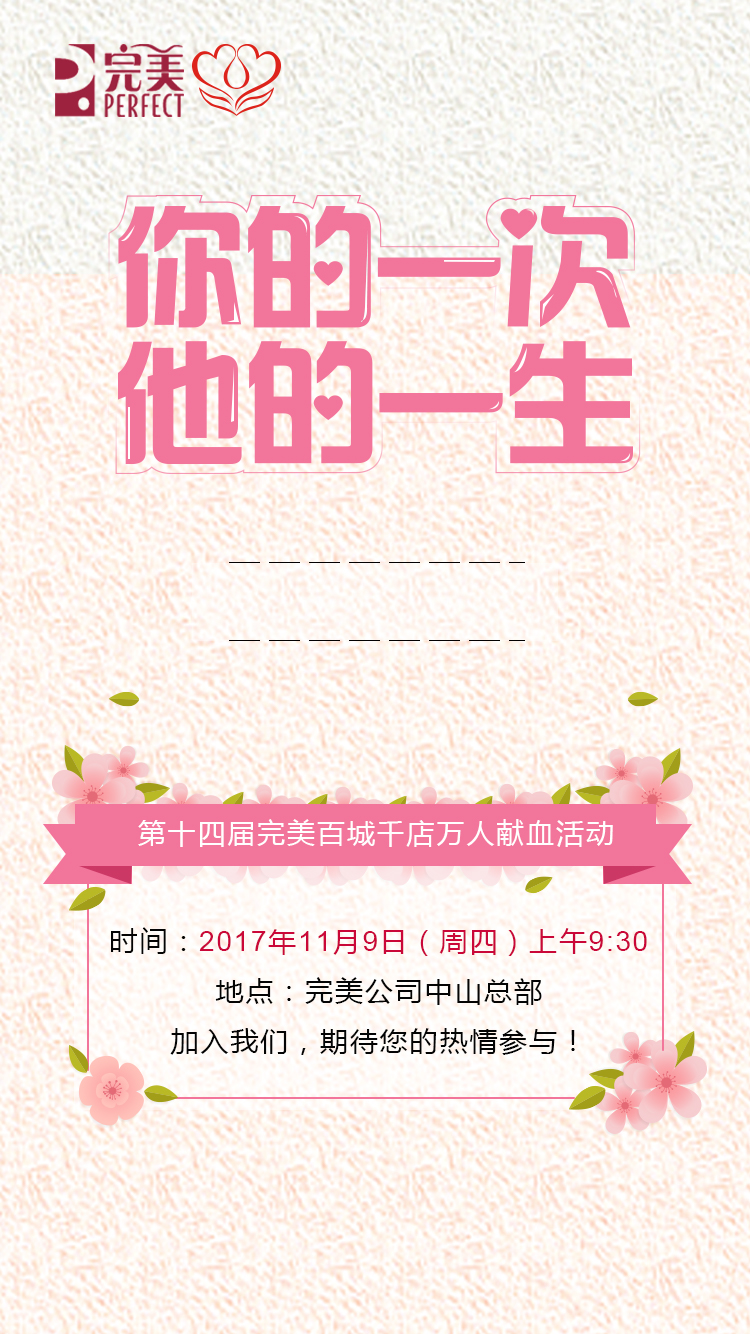 完美
PERFECT
你的一次
他的一生
第十四届完美百城千店万人献血活动
时间：2017年11月9日（周四）上午9:30
地点：完美公司中山总部
加入我们，期待您的热情参与！